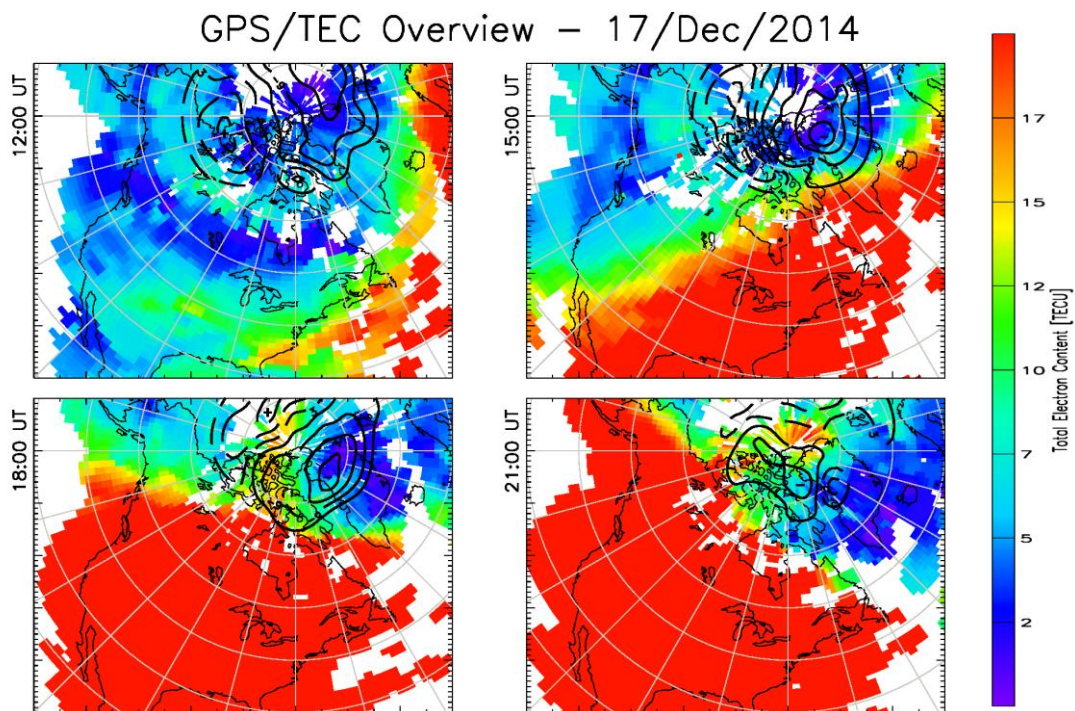 GPS/TEC Overview - 17/Dec/2014
12:00 UT
15:00 UT
18:00 UT
21:00 UT
17
15
12
10
7
5
2
Total Electron Content [TECU]